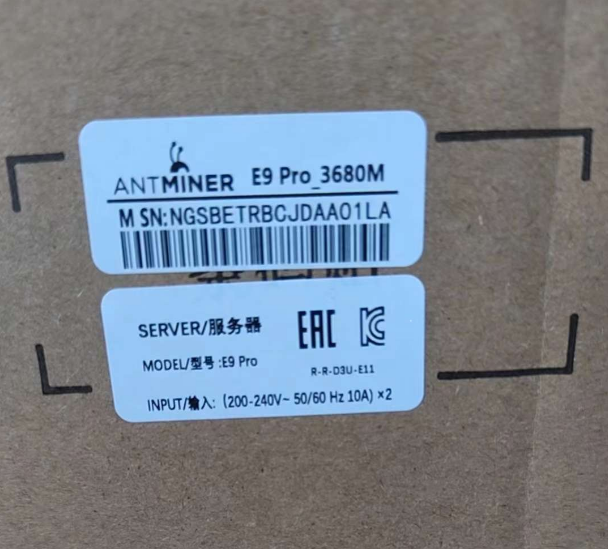 ANTMINER E9 Pro_3680M
M SN:NGSBETRBCJDAA01LA
SERVER/服务器
EAC
MODEL/型号:E9 Pro
R-R-D3U-E11
INPUT/输入: (200-240V~ 50/60 Hz 10A) ×2